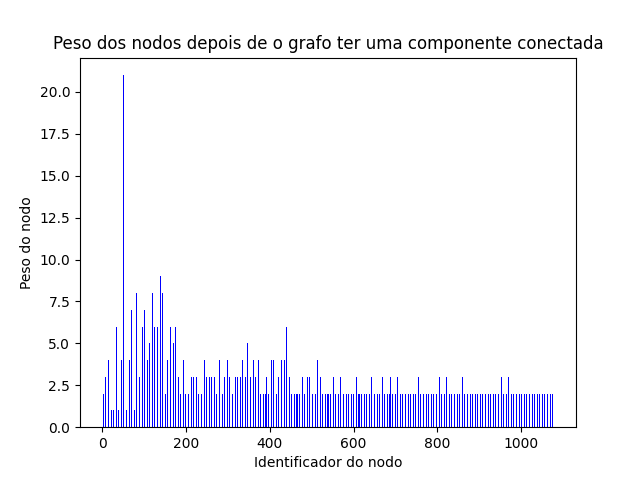 Peso dos nodos depois de o grafo ter uma componente conectada
20.0
17.5
15.0
12.5
10.0
7.5
5.0
2.5
0.0
Peso do nodo
0 200 400 600 800 1000
Identificador do nodo